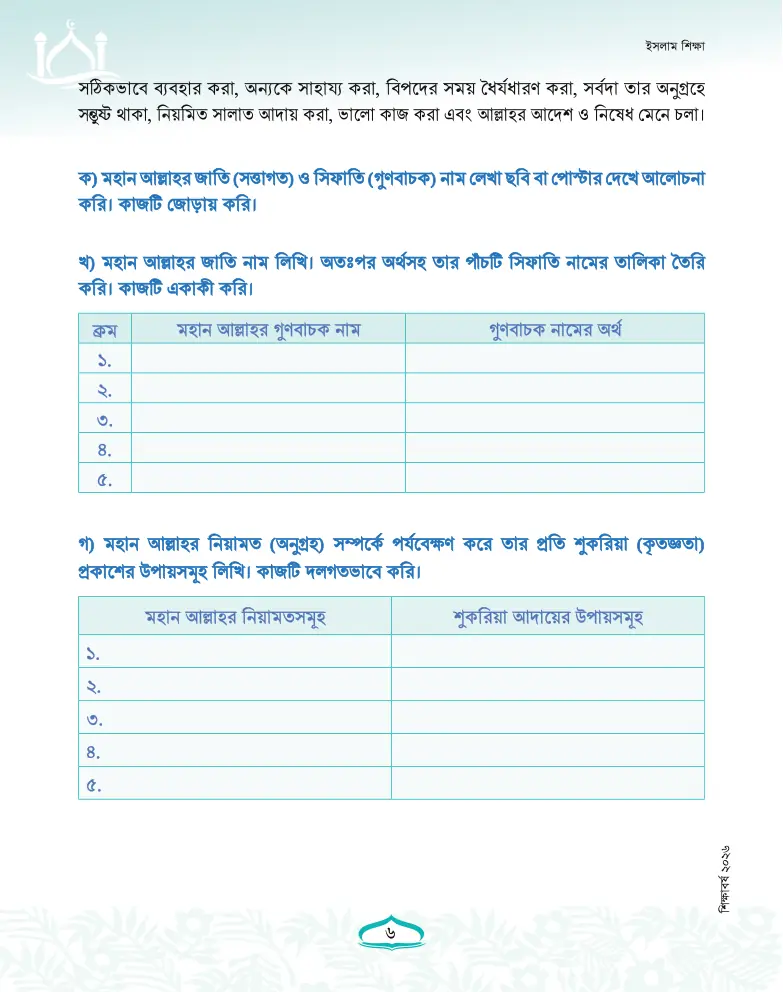 ইসলাম শিক্ষা
সঠিকভাবে ব্যবহার করা, অন্যকে সাহায্য করা, বিপদের সময় ধৈর্যধারণ করা, সর্বদা তার অনুগ্রহে
সন্তুষ্ট থাকা, নিয়মিত সালাত আদায় করা, ভালো কাজ করা এবং আল্লাহর আদেশ ও নিষেধ মেনে চলা।
ক) মহান আল্লাহর জাতি (সত্তাগত) ও সিফাতি (গুণবাচক) নাম লেখা ছবি বা পোস্টার দেখে আলোচনা
করি। কাজটি জোড়ায় করি।
খ) মহান আল্লাহর জাতি নাম লিখি। অতঃপর অর্থসহ তার পাঁচটি সিফাতি নামের তালিকা তৈরি
করি। কাজটি একাকী করি।
ক্রম মহান আল্লাহর গুণবাচক নাম গুণবাচক নামের অর্থ
১.
২.
৩.
৪.
৫.
গ) মহান আল্লাহর নিয়ামত (অনুগ্রহ) সম্পর্কে পর্যবেক্ষণ করে তার প্রতি শুকরিয়া (কৃতজ্ঞতা)
প্রকাশের উপায়সমূহ লিখি। কাজটি দলগতভাবে করি।
মহান আল্লাহর নিয়ামতসমূহ শুকরিয়া আদায়ের উপায়সমূহ
১.
২.
৩.
৪.
৫.
শিক্ষাবর্ষ ২০২৬
৬